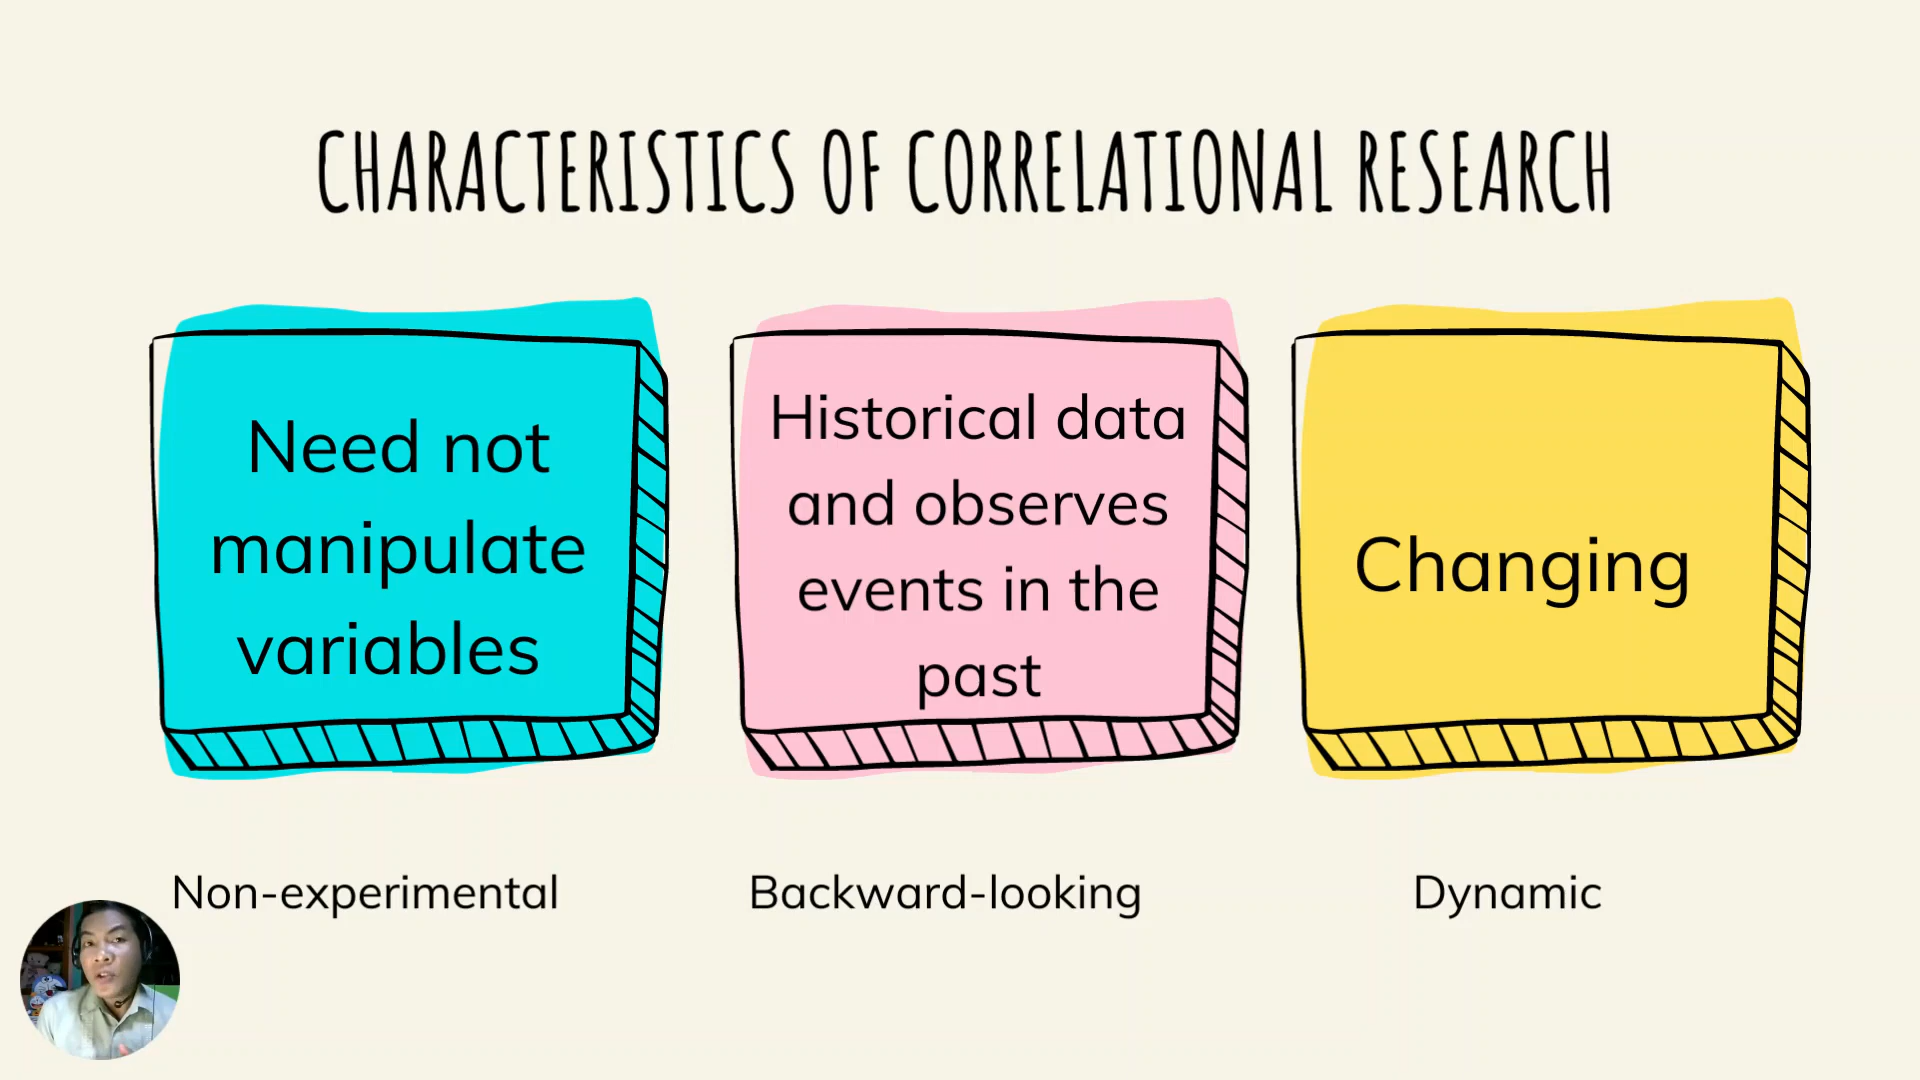 CHARACTERISTICS OF CORRELATIONAL RESEARCH
Need not
manipulate
variables
Historical data
and observes
events in the
past
Changing
Non-experimental
Backward-looking
Dynamic